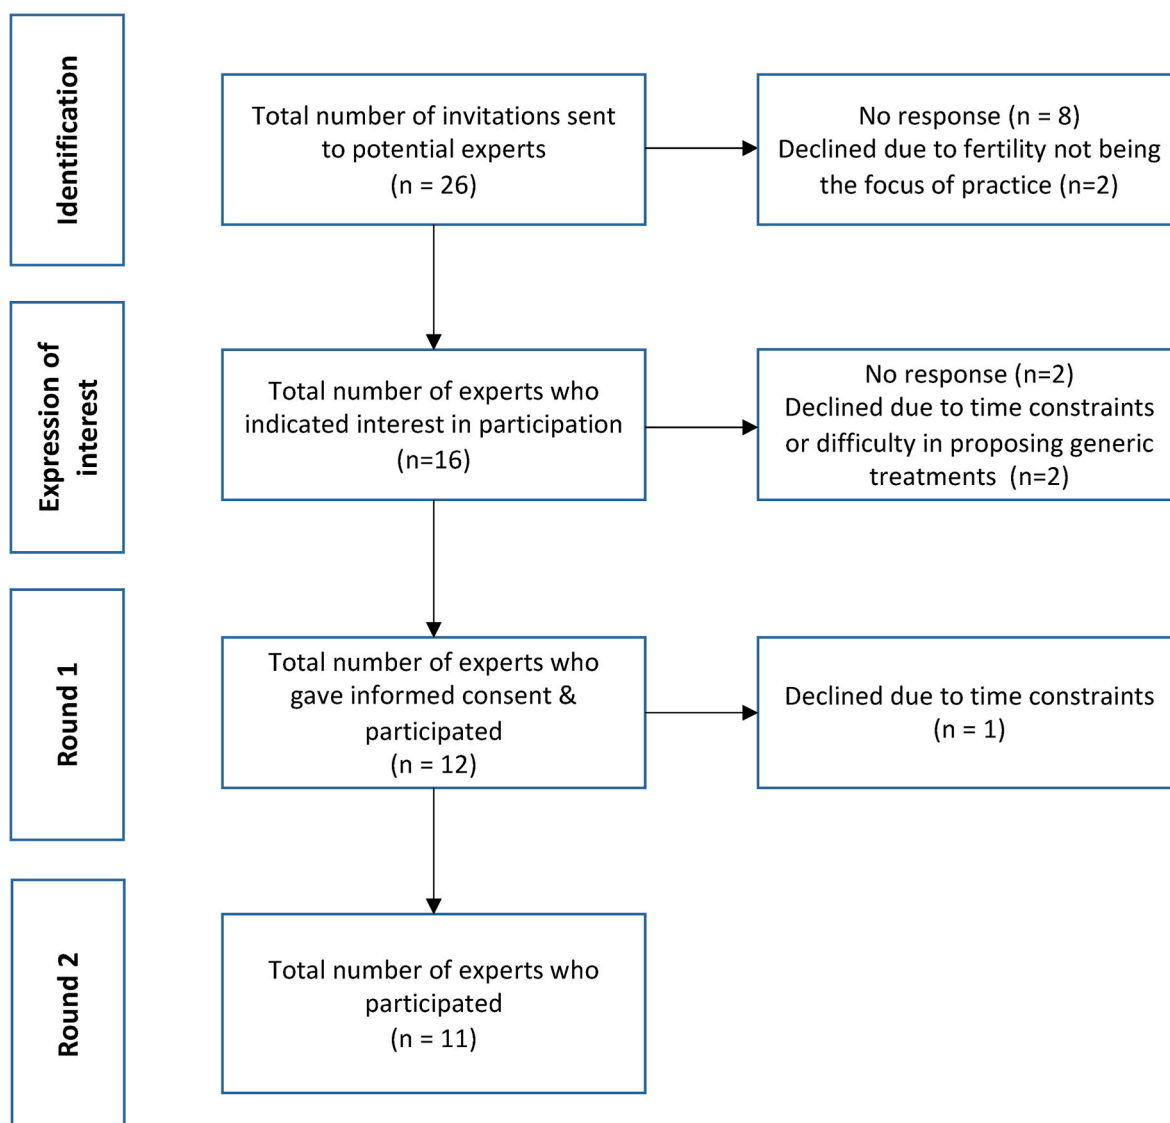 Identification
Total number of invitations sent
to potential experts
(n = 26)
No response (n = 8)
Declined due to fertility not being
the focus of practice (n=2)
Expression of
interest
Total number of experts who
indicated interest in participation
(n=16)
No response (n=2)
Declined due to time constraints
or difficulty in proposing generic
treatments  (n=2)
Round 1
Total number of experts who
gave informed consent &
participated
(n = 12)
Declined due to time constraints
(n = 1)
Round 2
Total number of experts who
participated
(n = 11)